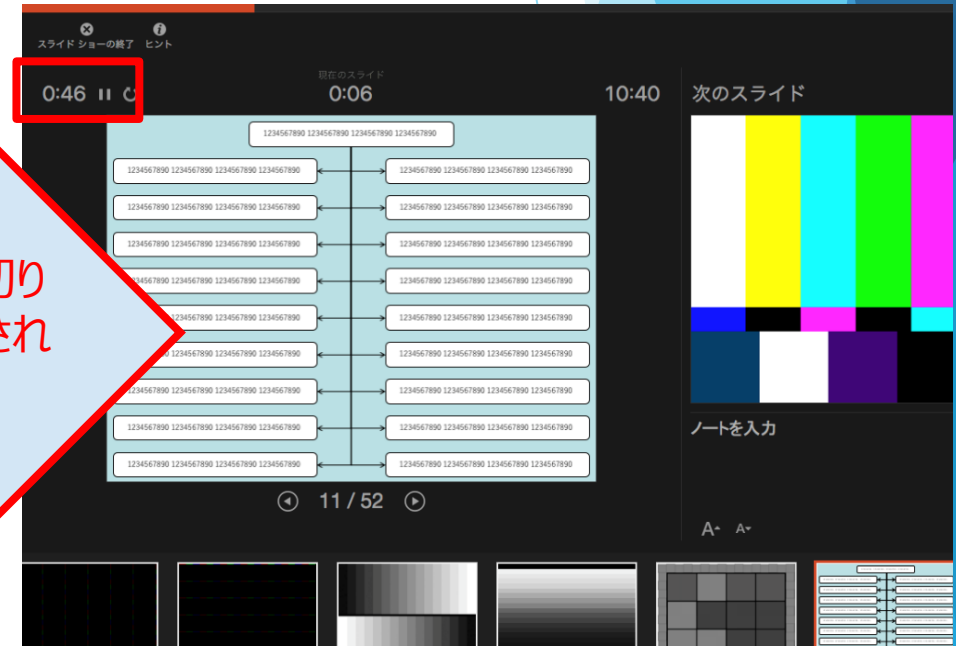 スライド ショーの終了 ヒント
現在のスライド
0:46 0:06 10:40 次のスライド
1234567890 1234567890 1234567890 1234567890
1234567890 1234567890 1234567890 1234567890 1234567890 1234567890 1234567890 1234567890
1234567890 1234567890 1234567890 1234567890 1234567890 1234567890 1234567890 1234567890
1234567890 1234567890 1234567890 1234567890 1234567890 1234567890 1234567890 1234567890
切り 34567890 1234567890 1234567890 1234567890 1234567890 1234567890 1234567890 1234567890
され 1234567890 1234567890 1234567890 1234567890 1234567890 1234567890 1234567890
1234567890 1234567890 1234567890 1234567890 1234567890 1234567890 1234567890
1234567890 1234567890 1234567890 1234567890 1234567890 1234567890 1234567890 1234567890
1234567890 1234567890 1234567890 1234567890 1234567890 1234567890 1234567890 1234567890
1234567890 1234567890 1234567890 1234567890 1234567890 1234567890 1234567890 1234567890
ノートを入力
11 / 52
A A